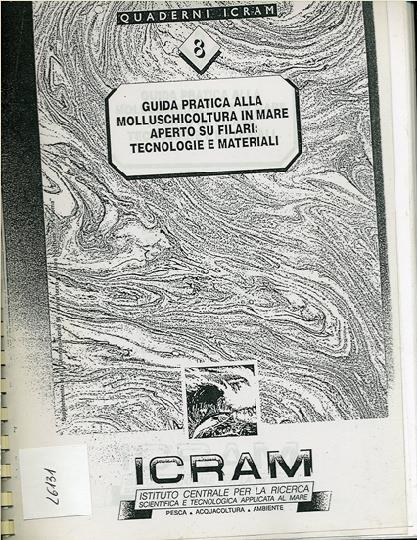 QUADERNI ICRAM
8
GUIDA PRATICA ALLA
MOLLUSCHICOLTURA IN MARE
APERTO SU FILARI:
TECNOLOGIE E MATERIALI
ICRAM
ISTITUTO CENTRALE PER LA RICERCA
SCIENTIFICA E TECNOLOGICA APPLICATA AL MARE
PESCA ▲ ACQUACOLTURA ▲ AMBIENTE
L6131